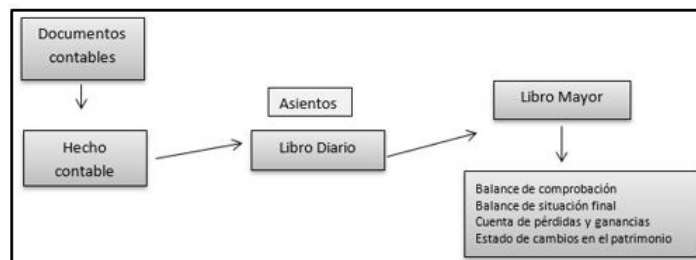 Documentos
contables
Hecho
contable
Asientos
Libro Diario
Libro Mayor
Balance de comprobación
Balance de situación final
Cuenta de pérdidas y ganancias
Estado de cambios en el patrimonio